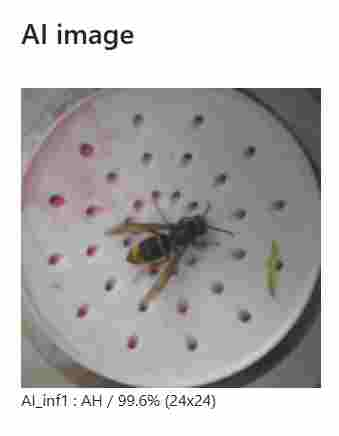 AI image
AI_inf1 : AH / 99.6% (24x24)